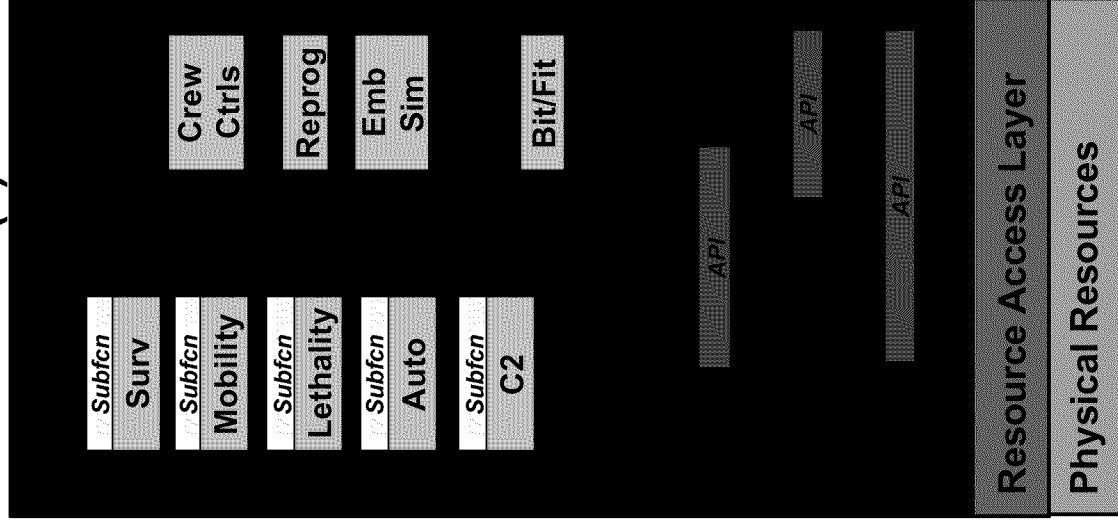 Subfcn
Surv
Subfcn
Mobility
Subfcn
Lethality
Subfcn
Auto
Subfcn
C2
Crew
Ctrls
Reprog
Emb
Sim
Bit/Fit
API
API
API
Resource Access Layer
Physical Resources